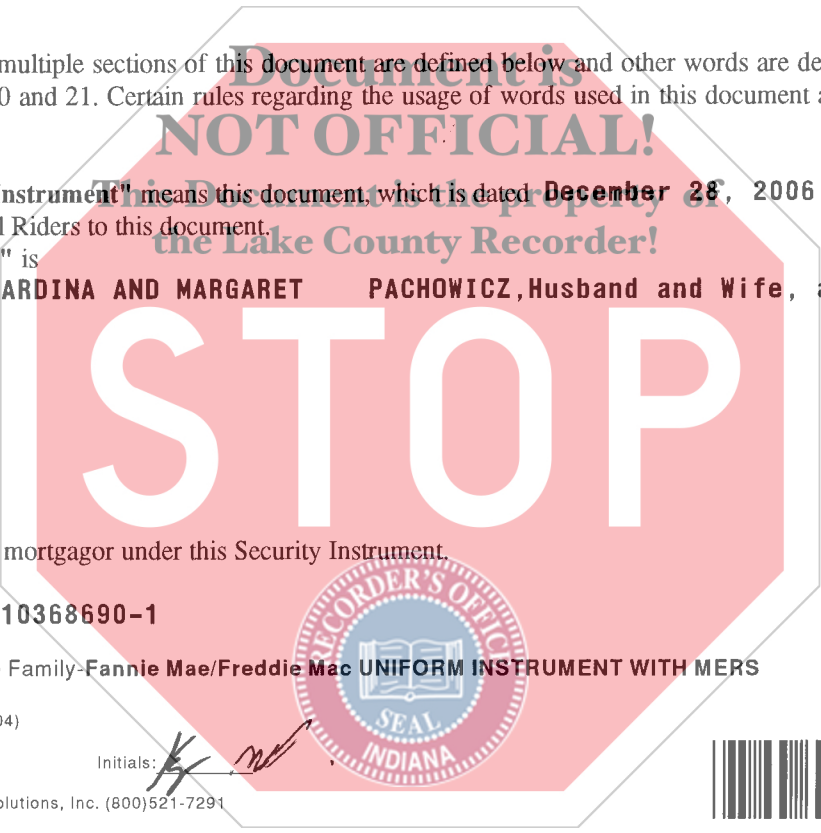 multiple sections of this document are defined below and other words are de
Document is
0 and 21. Certain rules regarding the usage of words used in this document a
NOT OFFICIAL!
nstrument" means this document, which is dated December 28, 2006
This Document is the property of
l Riders to this document.
the Lake County Recorder!
" is
ARDINA AND MARGARET PACHOWICZ,Husband and Wife, a
STOP
mortgagor under this Security Instrument.
RECORDER'S OFFICE
10368690-1
Family-Fannie Mae/Freddie Mac UNIFORM INSTRUMENT WITH MERS
SEAL
04)
INDIANA
Initials:
olutions, Inc. (800)521-7291